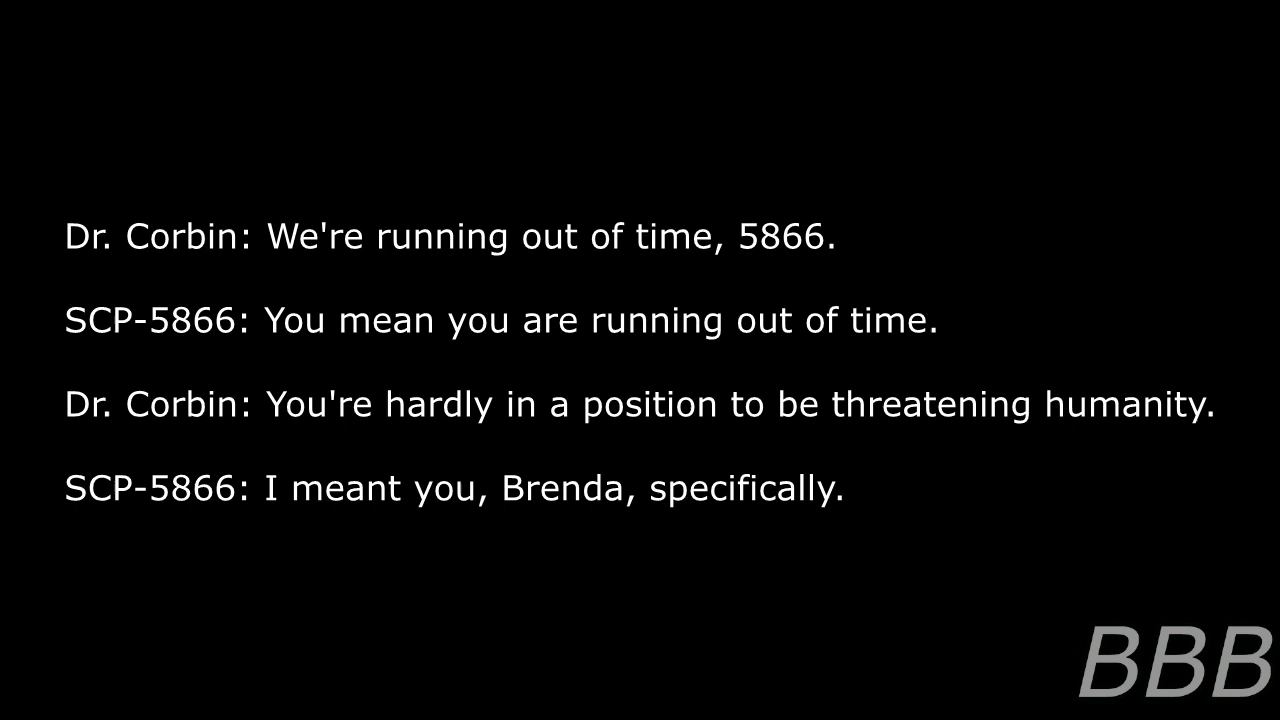 Dr. Corbin: We're running out of time, 5866.
SCP-5866: You mean you are running out of time.
Dr. Corbin: You're hardly in a position to be threatening humanity.
SCP-5866: I meant you, Brenda, specifically.
BBB